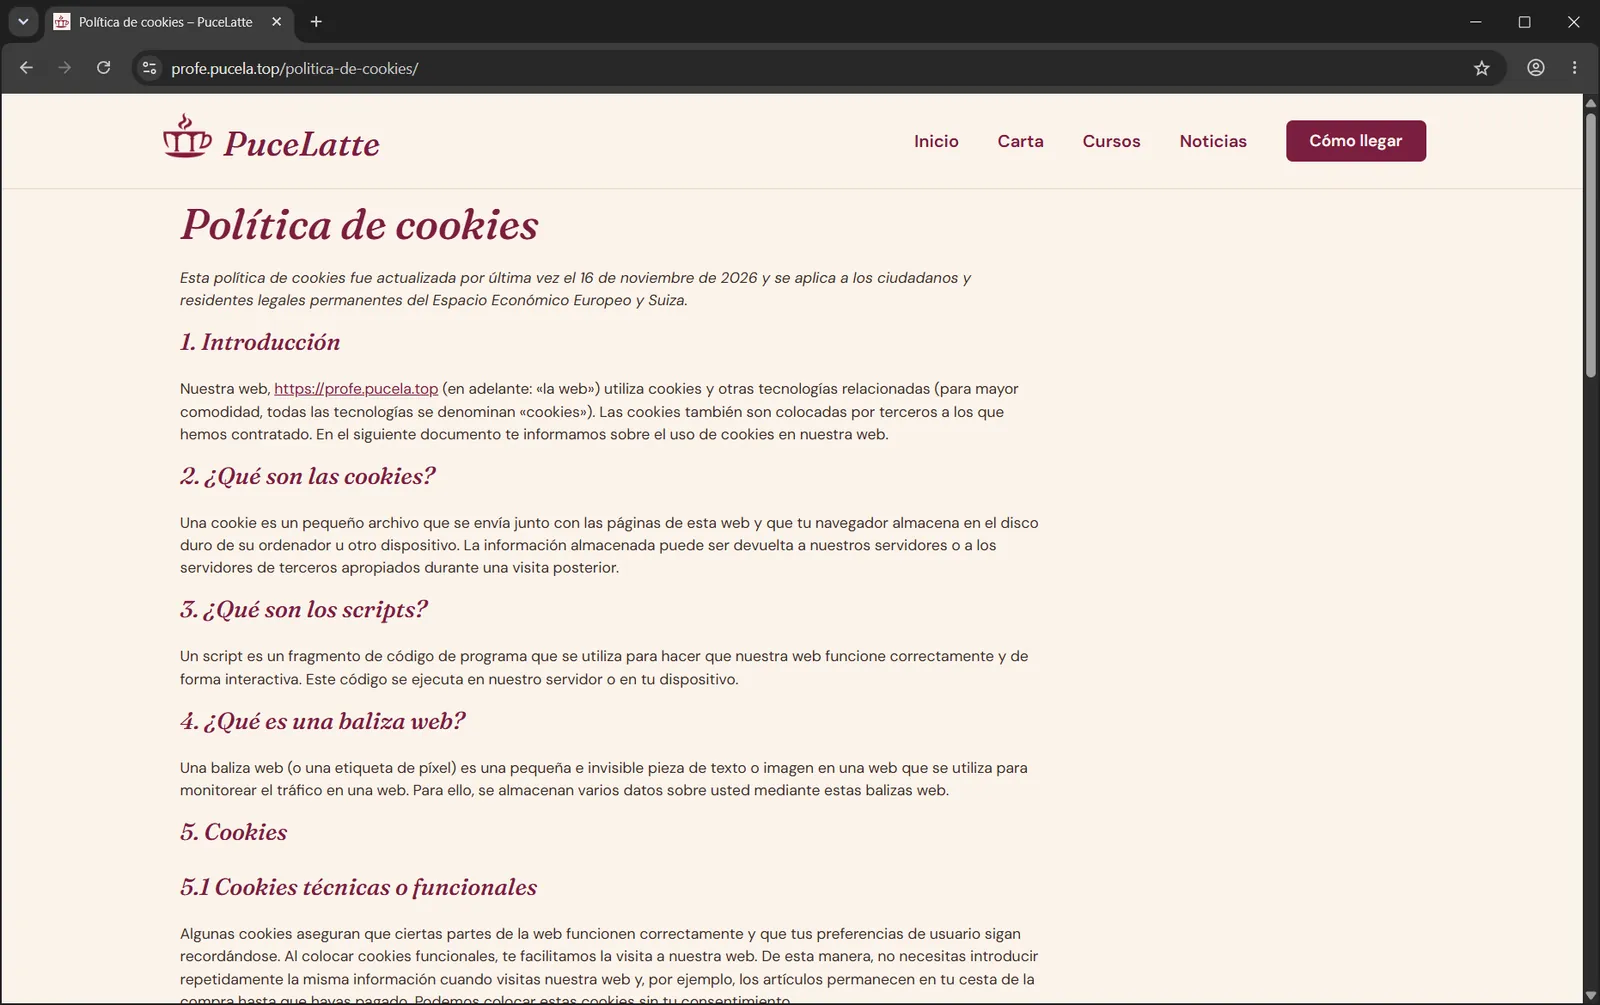 Política de cookies – PuceLatte
profe.pucela.top/politica-de-cookies/
PuceLatte
Inicio
Carta
Cursos
Noticias
Cómo llegar
Política de cookies
Esta política de cookies fue actualizada por última vez el 16 de noviembre de 2026 y se aplica a los ciudadanos y
residentes legales permanentes del Espacio Económico Europeo y Suiza.
1. Introducción
Nuestra web, https://profe.pucela.top (en adelante: «la web») utiliza cookies y otras tecnologías relacionadas (para mayor
comodidad, todas las tecnologías se denominan «cookies»). Las cookies también son colocadas por terceros a los que
hemos contratado. En el siguiente documento te informamos sobre el uso de cookies en nuestra web.
2. ¿Qué son las cookies?
Una cookie es un pequeño archivo que se envía junto con las páginas de esta web y que tu navegador almacena en el disco
duro de su ordenador u otro dispositivo. La información almacenada puede ser devuelta a nuestros servidores o a los
servidores de terceros apropiados durante una visita posterior.
3. ¿Qué son los scripts?
Un script es un fragmento de código de programa que se utiliza para hacer que nuestra web funcione correctamente y de
forma interactiva. Este código se ejecuta en nuestro servidor o en tu dispositivo.
4. ¿Qué es una baliza web?
Una baliza web (o una etiqueta de píxel) es una pequeña e invisible pieza de texto o imagen en una web que se utiliza para
monitorear el tráfico en una web. Para ello, se almacenan varios datos sobre usted mediante estas balizas web.
5. Cookies
5.1 Cookies técnicas o funcionales
Algunas cookies aseguran que ciertas partes de la web funcionen correctamente y que tus preferencias de usuario sigan
recordándose. Al colocar cookies funcionales, te facilitamos la visita a nuestra web. De esta manera, no necesitas introducir
repetidamente la misma información cuando visitas nuestra web y, por ejemplo, los artículos permanecen en tu cesta de la
compra hasta que hayas pagado. Podemos colocar estas cookies sin tu consentimiento.